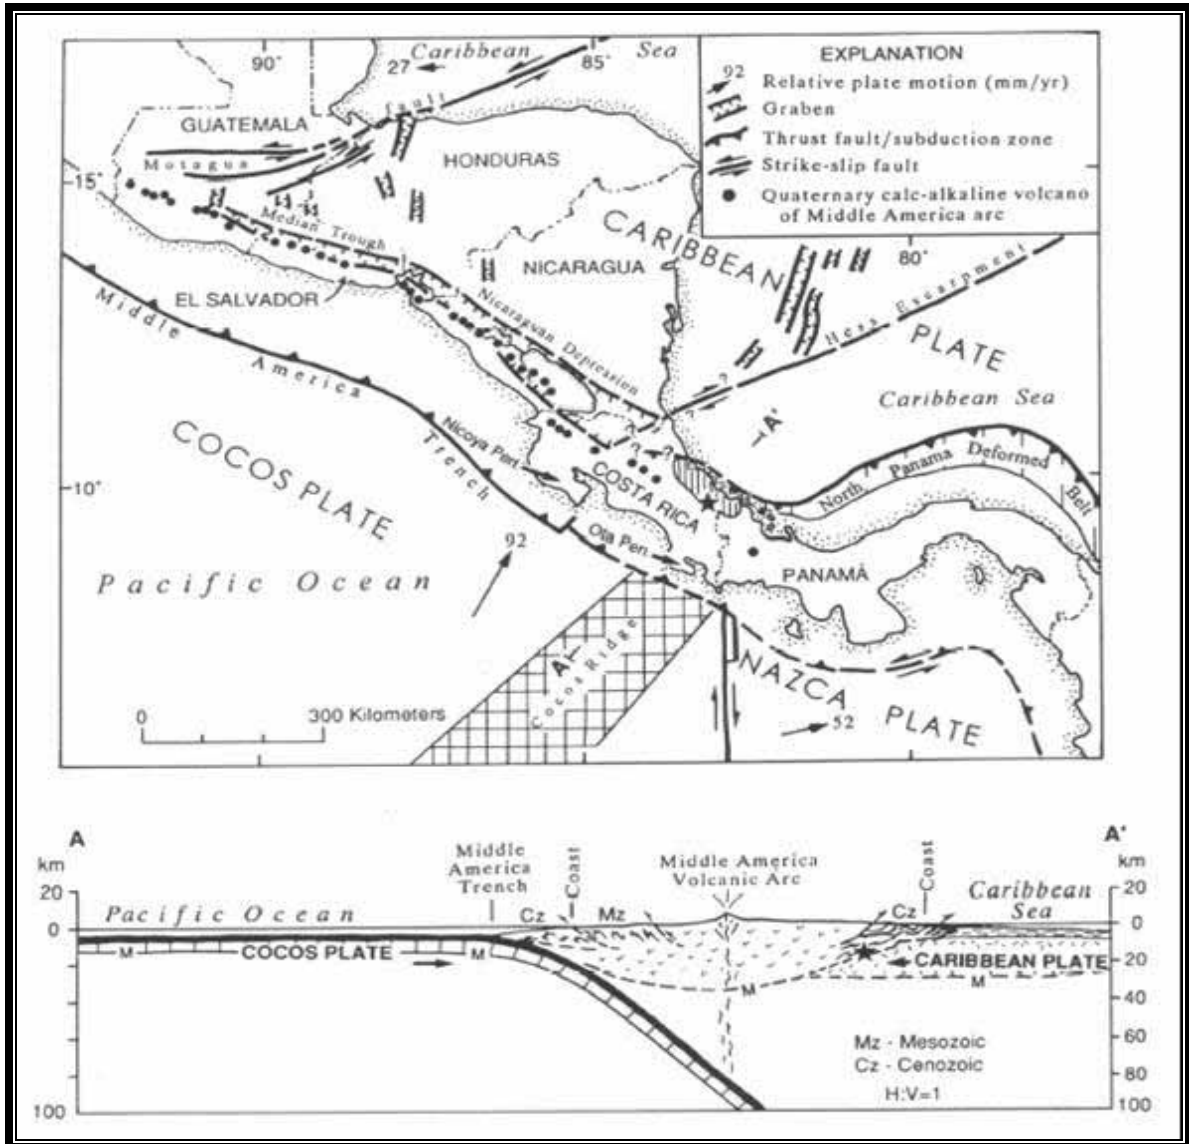 Caribbean Sea
90°
27
85°
EXPLANATION
92 Relative plate motion (mm/yr)
Graben
Thrust fault/subduction zone
Strike-slip fault
Quaternary calc-alkaline volcano
of Middle America arc
GUATEMALA
Motagua fault
HONDURAS
15°
Median Trough
CARIBBEAN
80°
NICARAGUA
EL SALVADOR
Nicaraguan Depression
Hess Escarpment
PLATE
Middle America Trench
Caribbean Sea
A'
COCOS PLATE
Nicoya Pen.
North Panama Deformed Belt
10°
COSTA RICA
Osa Pen.
92
PANAMÁ
Pacific Ocean
A
Cocos Ridge
NAZCA
PLATE
0 300 Kilometers
52
A
A'
km
Middle
America
Trench
Coast
Middle America
Volcanic Arc
Coast
Caribbean
Sea
km
20
Pacific Ocean
Cz
Mz
Cz
20
0
0
M
COCOS PLATE
M
CARIBBEAN PLATE
20
M
M
40
60
Mz - Mesozoic
Cz - Cenozoic
80
H:V=1
100
100